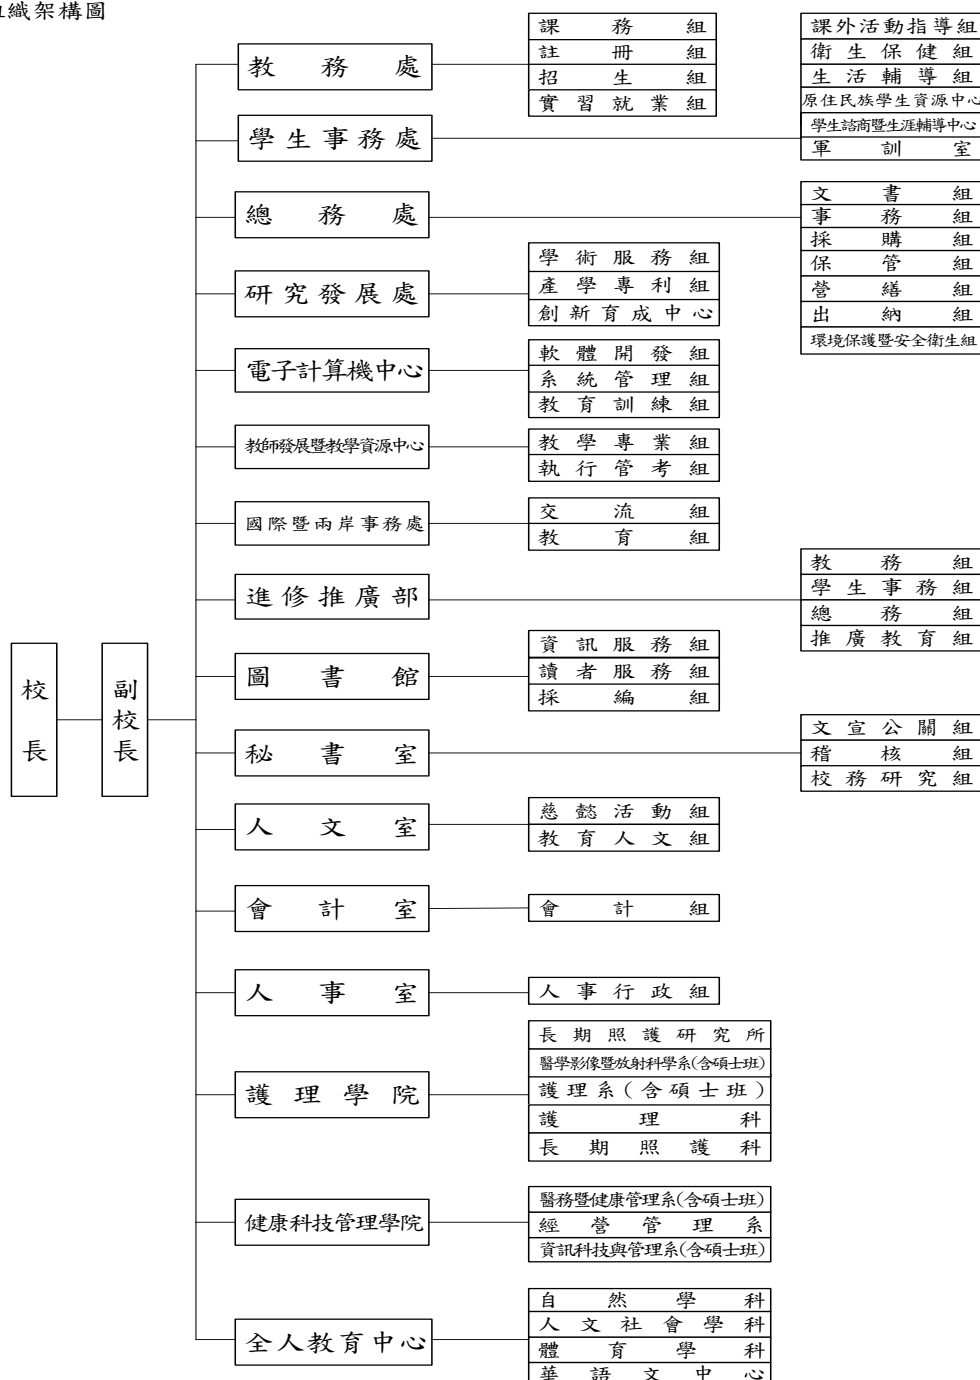 織架構圖
課務組
註冊組
招生組
實習就業組
課外活動指導組
衛生保健組
生活輔導組
原住民族學生資源中心
學生諮商暨生涯輔導中心
軍訓室
教務處
學生事務處
總務處
文書組
事務組
採購組
保管組
營繕組
出納組
環境保護暨安全衛生組
研究發展處
學術服務組
產學專利組
創新育成中心
電子計算機中心
軟體開發組
系統管理組
教育訓練組
教師發展暨教學資源中心
教學專業組
執行管考組
國際暨兩岸事務處
交流組
教育組
進修推廣部
教務組
學生事務組
總務組
推廣教育組
校長
副校長
圖書館
資訊服務組
讀者服務組
採編組
秘書室
文宣公關組
稽核組
校務研究組
人文室
慈懿活動組
教育人文組
會計室
會計組
人事室
人事行政組
護理學院
長期照護研究所
醫學影像暨放射科學系(含碩士班)
護理系(含碩士班)
護理科
長期照護科
健康科技管理學院
醫務暨健康管理系(含碩士班)
經營管理系
資訊科技與管理系(含碩士班)
全人教育中心
自然學科
人文社會學科
體育學科
華語文中心